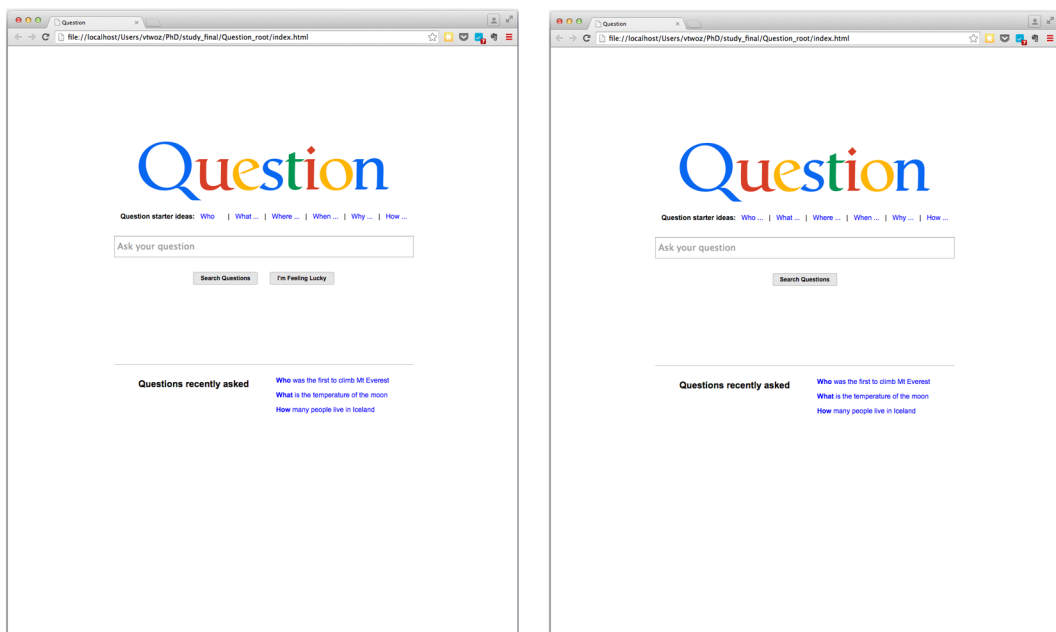 Question
file://localhost/Users/vtwoz/PhD/study_final/Question_root/index.html
7
Question
Question starter ideas: Who | What ... | Where ... | When ... | Why ... | How ...
Ask your question
Search Questions I'm Feeling Lucky
Questions recently asked
Who was the first to climb Mt Everest
What is the temperature of the moon
How many people live in Iceland
Question
file://localhost/Users/vtwoz/PhD/study_final/Question_root/index.html
7
Question
Question starter ideas: Who ... | What ... | Where ... | When ... | Why ... | How ...
Ask your question
Search Questions
Questions recently asked
Who was the first to climb Mt Everest
What is the temperature of the moon
How many people live in Iceland